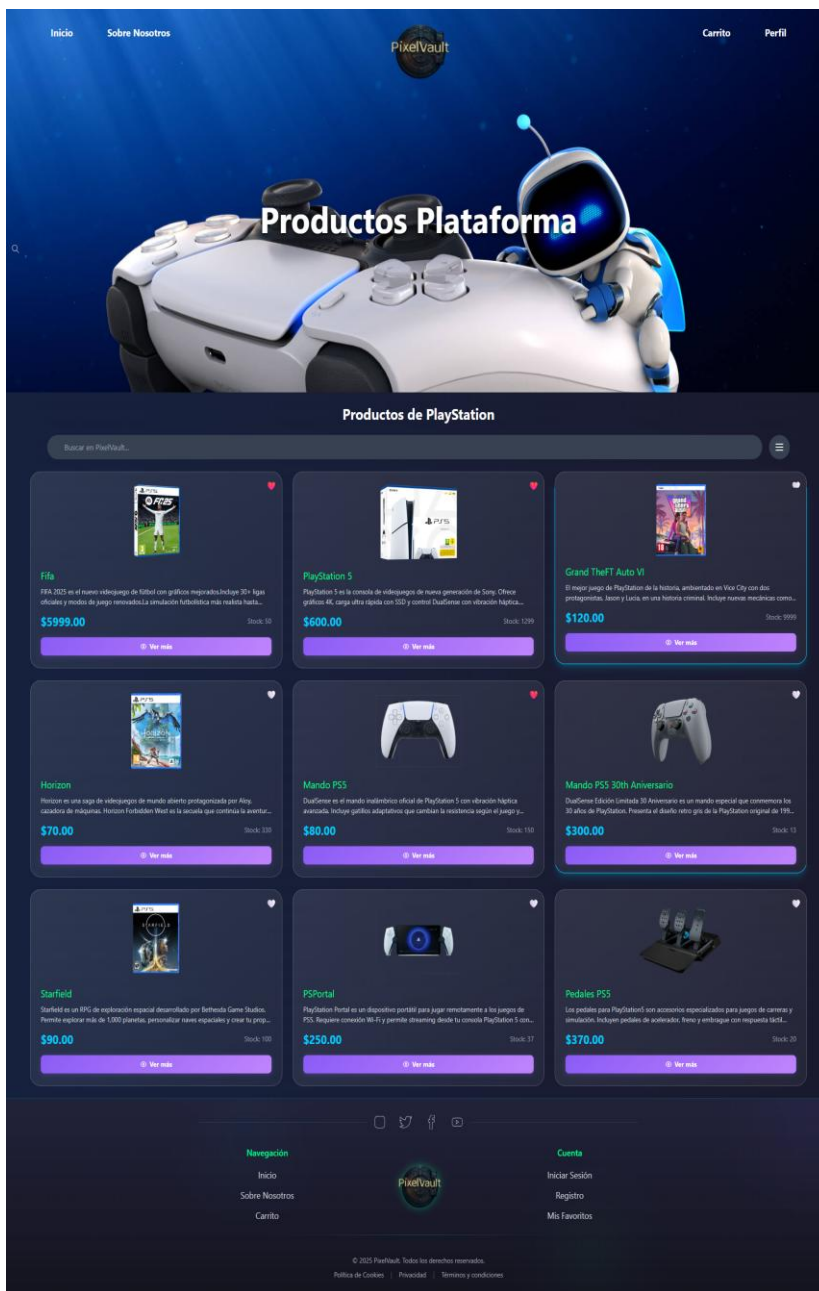 Inicio
Sobre Nosotros
PixelVault
Carrito
Perfil
Productos Plataforma
Productos de PlayStation
Buscar en PixelVault...
PS5
FC25
Fifa
FIFA 2025 es el nuevo videojuego de fútbol con gráficos mejorados.Incluye 30+ ligas
oficiales y modos de juego renovados.La simulación futbolística más realista hasta...
$5999.00
Stock: 50
Ver más
PS5
PlayStation 5
PlayStation 5 es la consola de videojuegos de nueva generación de Sony. Ofrece
gráficos 4K, carga ultra rápida con SSD y control DualSense con vibración háptica...
$600.00
Stock: 1299
Ver más
grand
theft
auto
18
Grand TheFT Auto VI
El mejor juego de PlayStation de la historia, ambientado en Vice City con dos
protagonistas, Jason y Lucia, en una historia criminal. Incluye nuevas mecánicas como...
$120.00
Stock: 9999
Ver más
PS5
HORIZON
Horizon
Horizon es una saga de videojuegos de mundo abierto protagonizada por Aloy,
cazadora de máquinas. Horizon Forbidden West es la secuela que continúa la aventur...
$70.00
Stock: 330
Ver más
Mando PS5
DualSense es el mando inalámbrico oficial de PlayStation 5 con vibración háptica
avanzada. Incluye gatillos adaptativos que cambian la resistencia según el juego y...
$80.00
Stock: 150
Ver más
Mando PS5 30th Aniversario
DualSense Edición Limitada 30 Aniversario es un mando especial que conmemora los
30 años de PlayStation. Presenta el diseño retro gris de la PlayStation original de 199...
$300.00
Stock: 13
Ver más
PS5
STARFIELD
Starfield
Starfield es un RPG de exploración espacial desarrollado por Bethesda Game Studios.
Permite explorar más de 1,000 planetas, personalizar naves espaciales y crear tu prop...
$90.00
Stock: 100
Ver más
PSPortal
PlayStation Portal es un dispositivo portátil para jugar remotamente a los juegos de
PS5. Requiere conexión Wi-Fi y permite streaming desde tu consola PlayStation 5 con...
$250.00
Stock: 37
Ver más
Pedales PS5
Los pedales para PlayStation5 son accesorios especializados para juegos de carreras y
simulación. Incluyen pedales de acelerador, freno y embrague con respuesta táctil...
$370.00
Stock: 20
Ver más
Navegación
Inicio
Sobre Nosotros
Carrito
PixelVault
Cuenta
Iniciar Sesión
Registro
Mis Favoritos
© 2025 PixelVault. Todos los derechos reservados.
Política de Cookies | Privacidad | Términos y condiciones